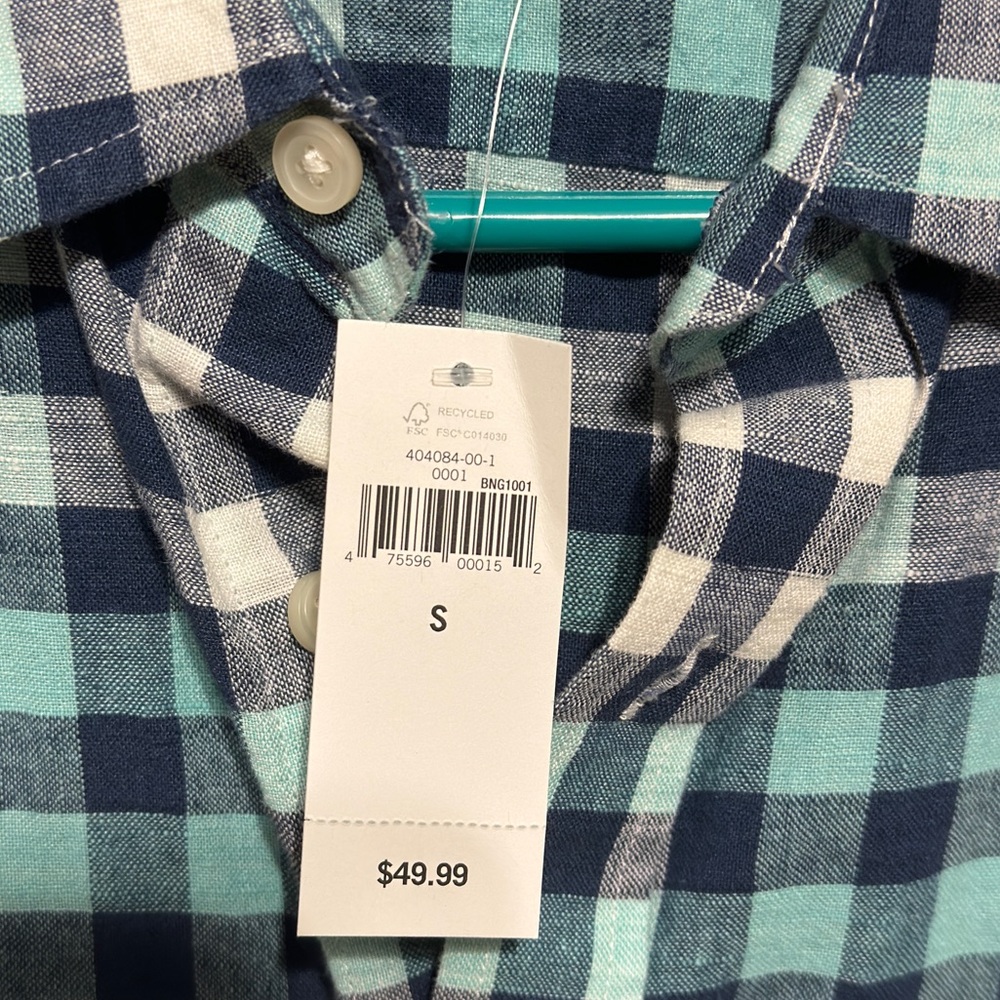 RECYCLED
FSC FSC® C014030
404084-00-1
0001 BNG1001
4 75596 00015 2
S
$49.99